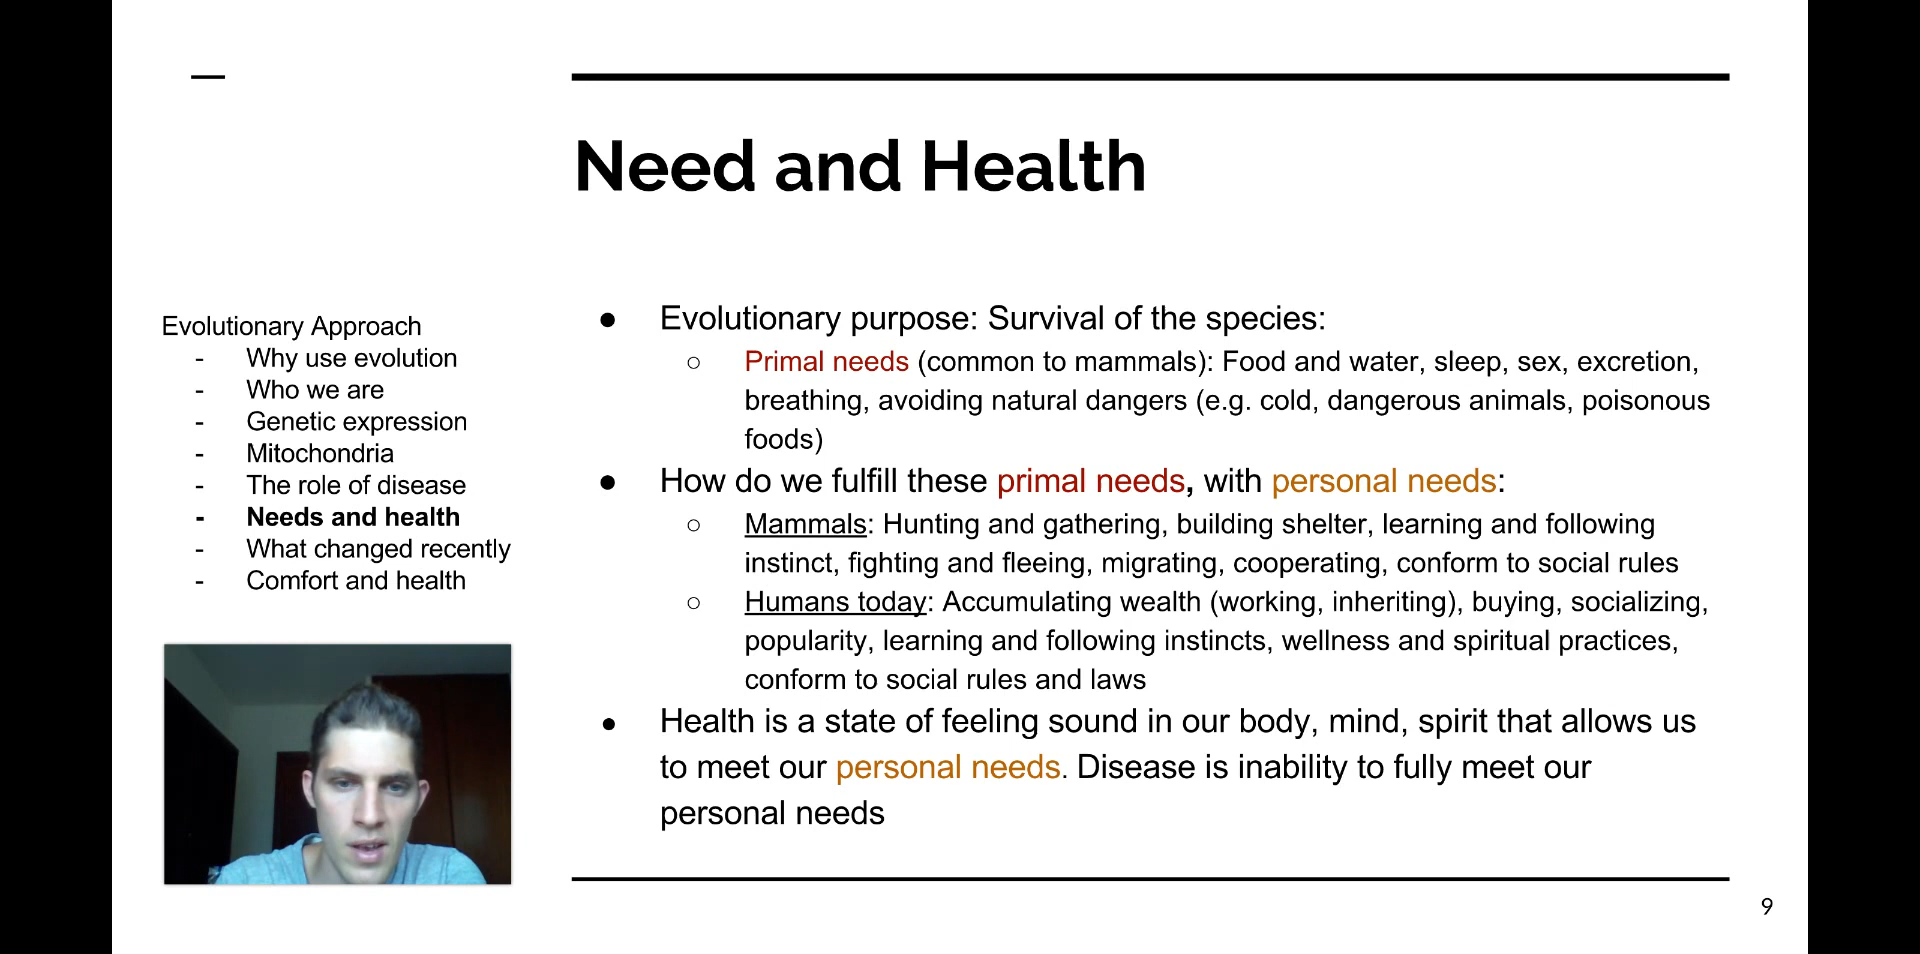 Need and Health
Evolutionary Approach
- Why use evolution
- Who we are
- Genetic expression
- Mitochondria
- The role of disease
- Needs and health
- What changed recently
- Comfort and health
● Evolutionary purpose: Survival of the species:
○ Primal needs (common to mammals): Food and water, sleep, sex, excretion,
breathing, avoiding natural dangers (e.g. cold, dangerous animals, poisonous
foods)
● How do we fulfill these primal needs, with personal needs:
○ Mammals: Hunting and gathering, building shelter, learning and following
instinct, fighting and fleeing, migrating, cooperating, conform to social rules
○ Humans today: Accumulating wealth (working, inheriting), buying, socializing,
popularity, learning and following instincts, wellness and spiritual practices,
conform to social rules and laws
● Health is a state of feeling sound in our body, mind, spirit that allows us
to meet our personal needs. Disease is inability to fully meet our
personal needs
9